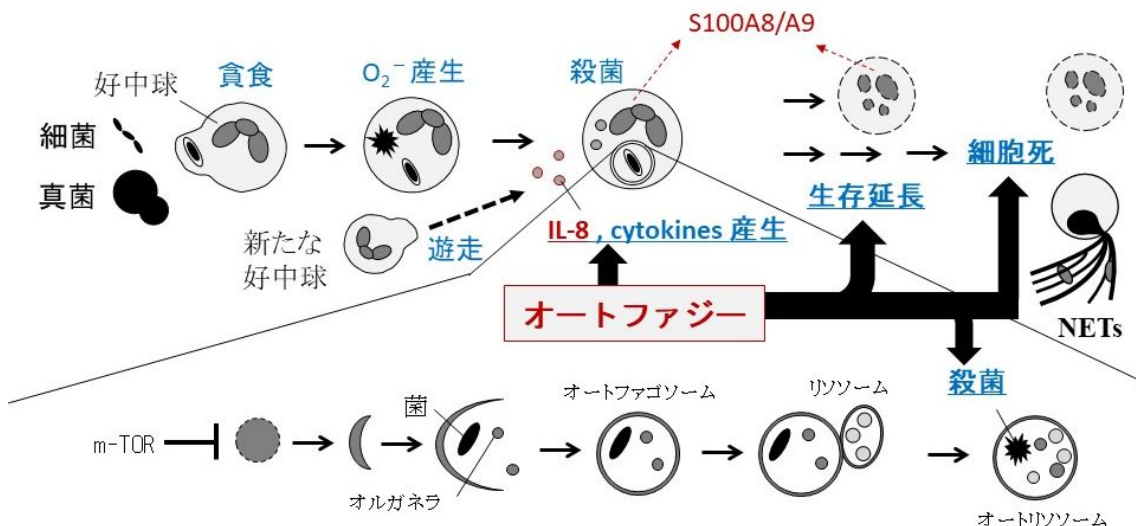 S100A8/A9
好中球
貪食
O₂⁻ 産生
殺菌
細菌
真菌
細胞死
生存延長
新たな
好中球
遊走
IL-8 , cytokines 産生
オートファジー
NETs
殺菌
m-TOR
菌
オルガネラ
オートファゴソーム
リソソーム
オートリソソーム